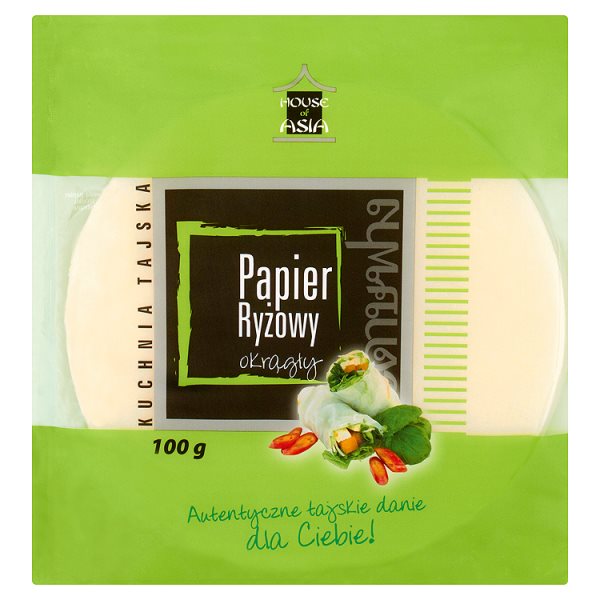 HOUSE
of
ASIA
KUCHNIA TAJSKA
Papier
Ryżowy
okrągły
100 g
Autentyczne tajskie danie
dla Ciebie!